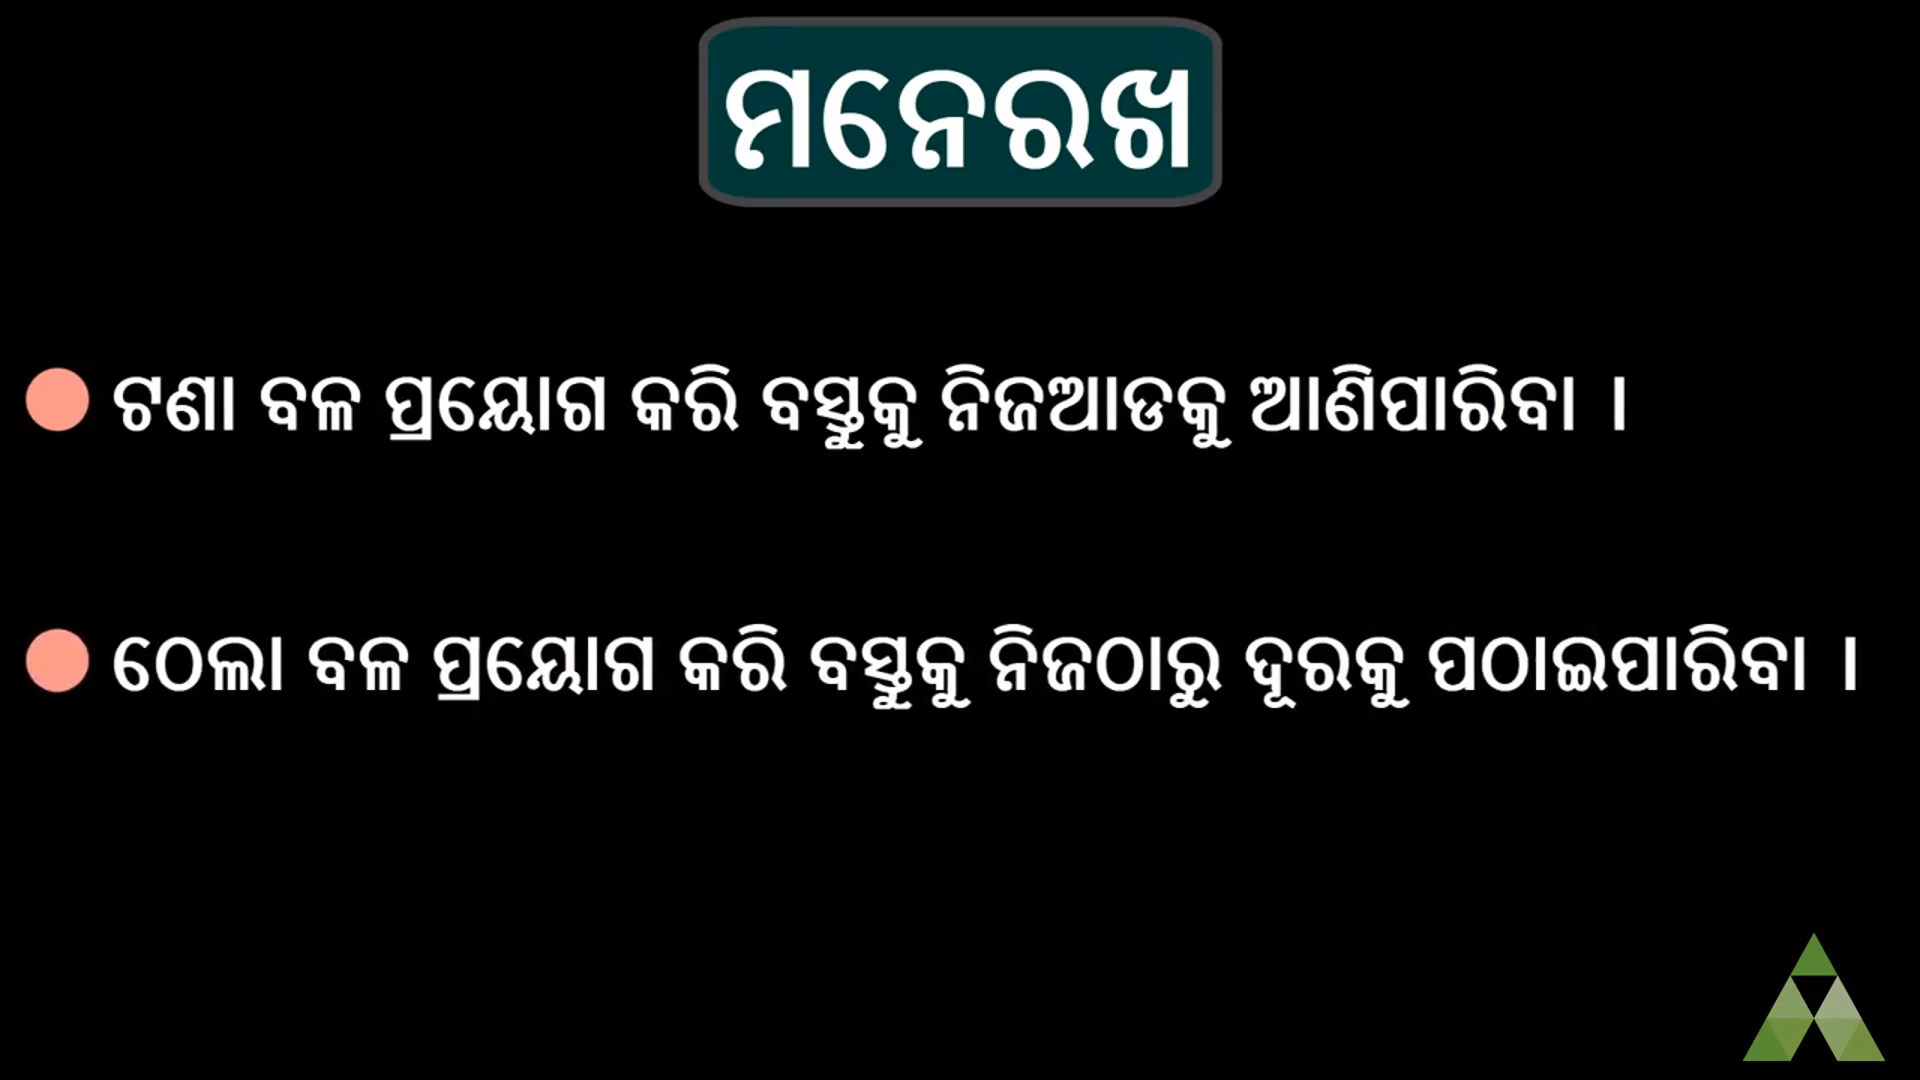 ମନେରଖ
ଟଣା ବଳ ପ୍ରୟୋଗ କରି ବସ୍ତୁକୁ ନିଜଆଡକୁ ଆଣିପାରିବା ।
ଠେଲା ବଳ ପ୍ରୟୋଗ କରି ବସ୍ତୁକୁ ନିଜଠାରୁ ଦୂରକୁ ପଠାଇପାରିବା ।